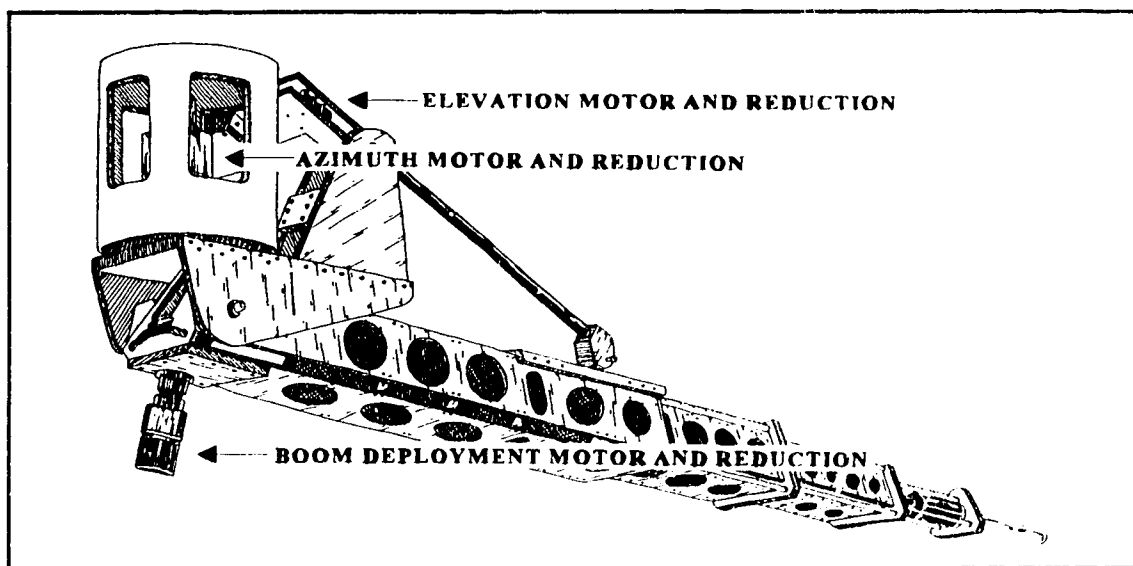 ELEVATION MOTOR AND REDUCTION
AZIMUTH MOTOR AND REDUCTION
BOOM DEPLOYMENT MOTOR AND REDUCTION